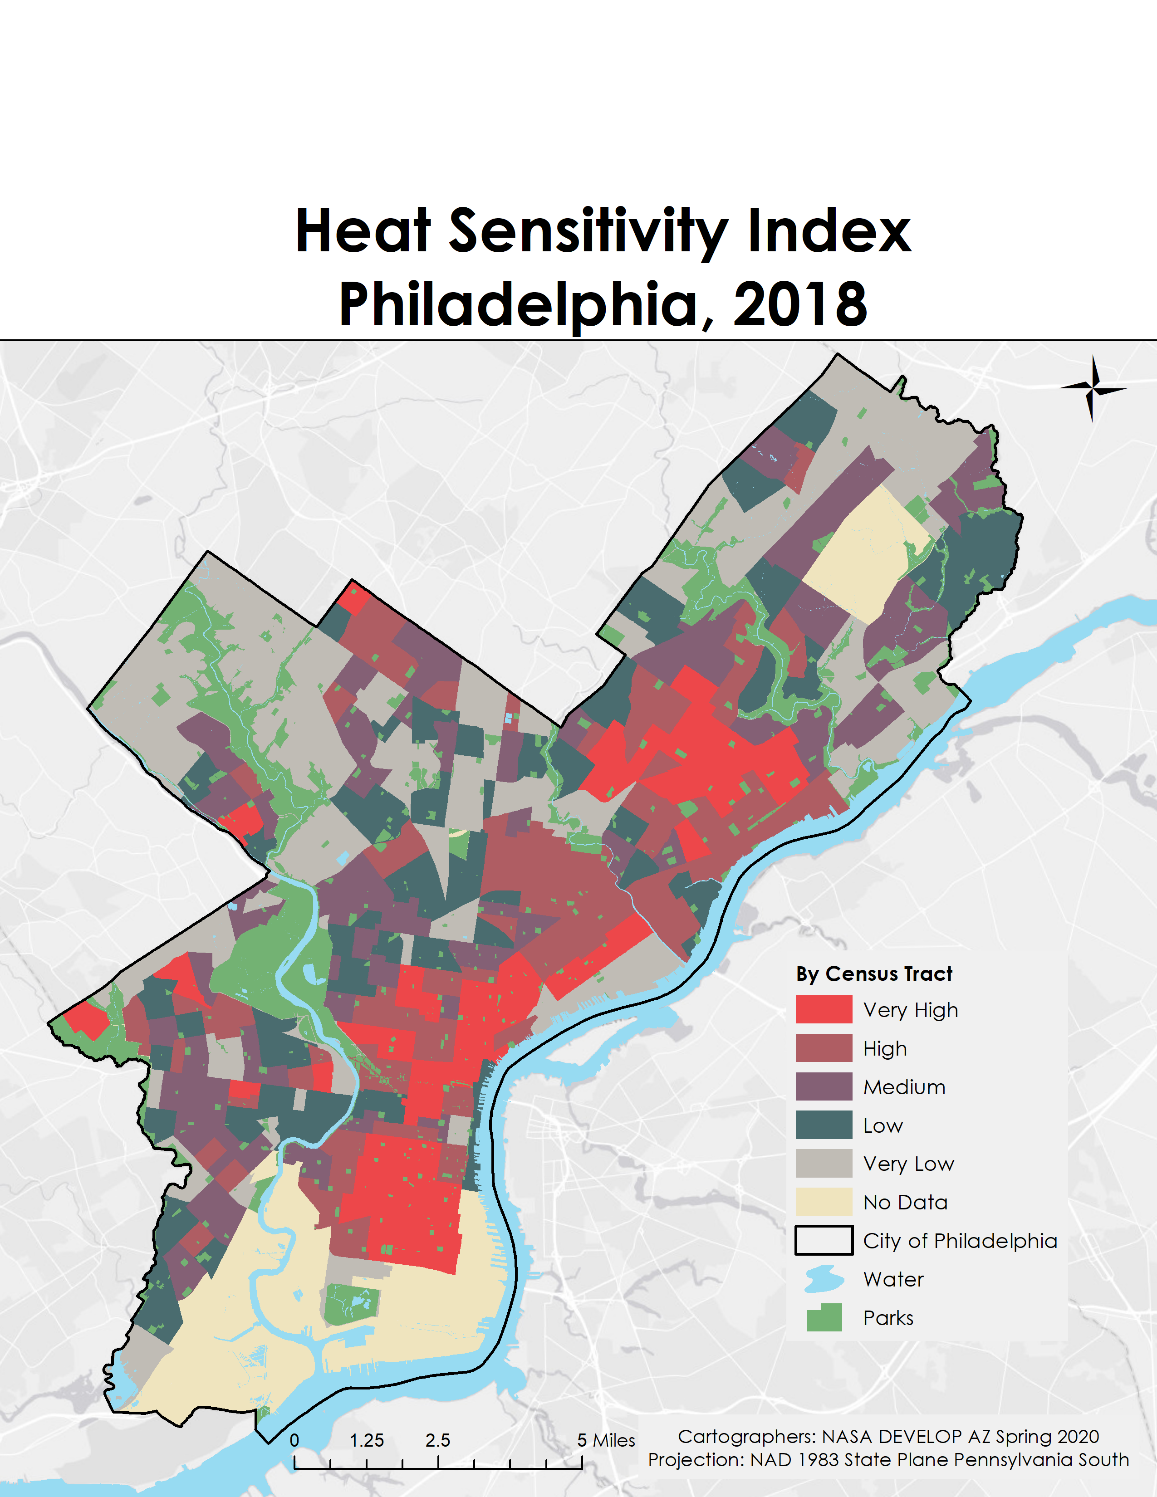 Heat Sensitivity Index
Philadelphia, 2018
By Census Tract
Very High
High
Medium
Low
Very Low
No Data
City of Philadelphia
Water
Parks
0 1.25 2.5 5 Miles
Cartographers: NASA DEVELOP AZ Spring 2020
Projection: NAD 1983 State Plane Pennsylvania South